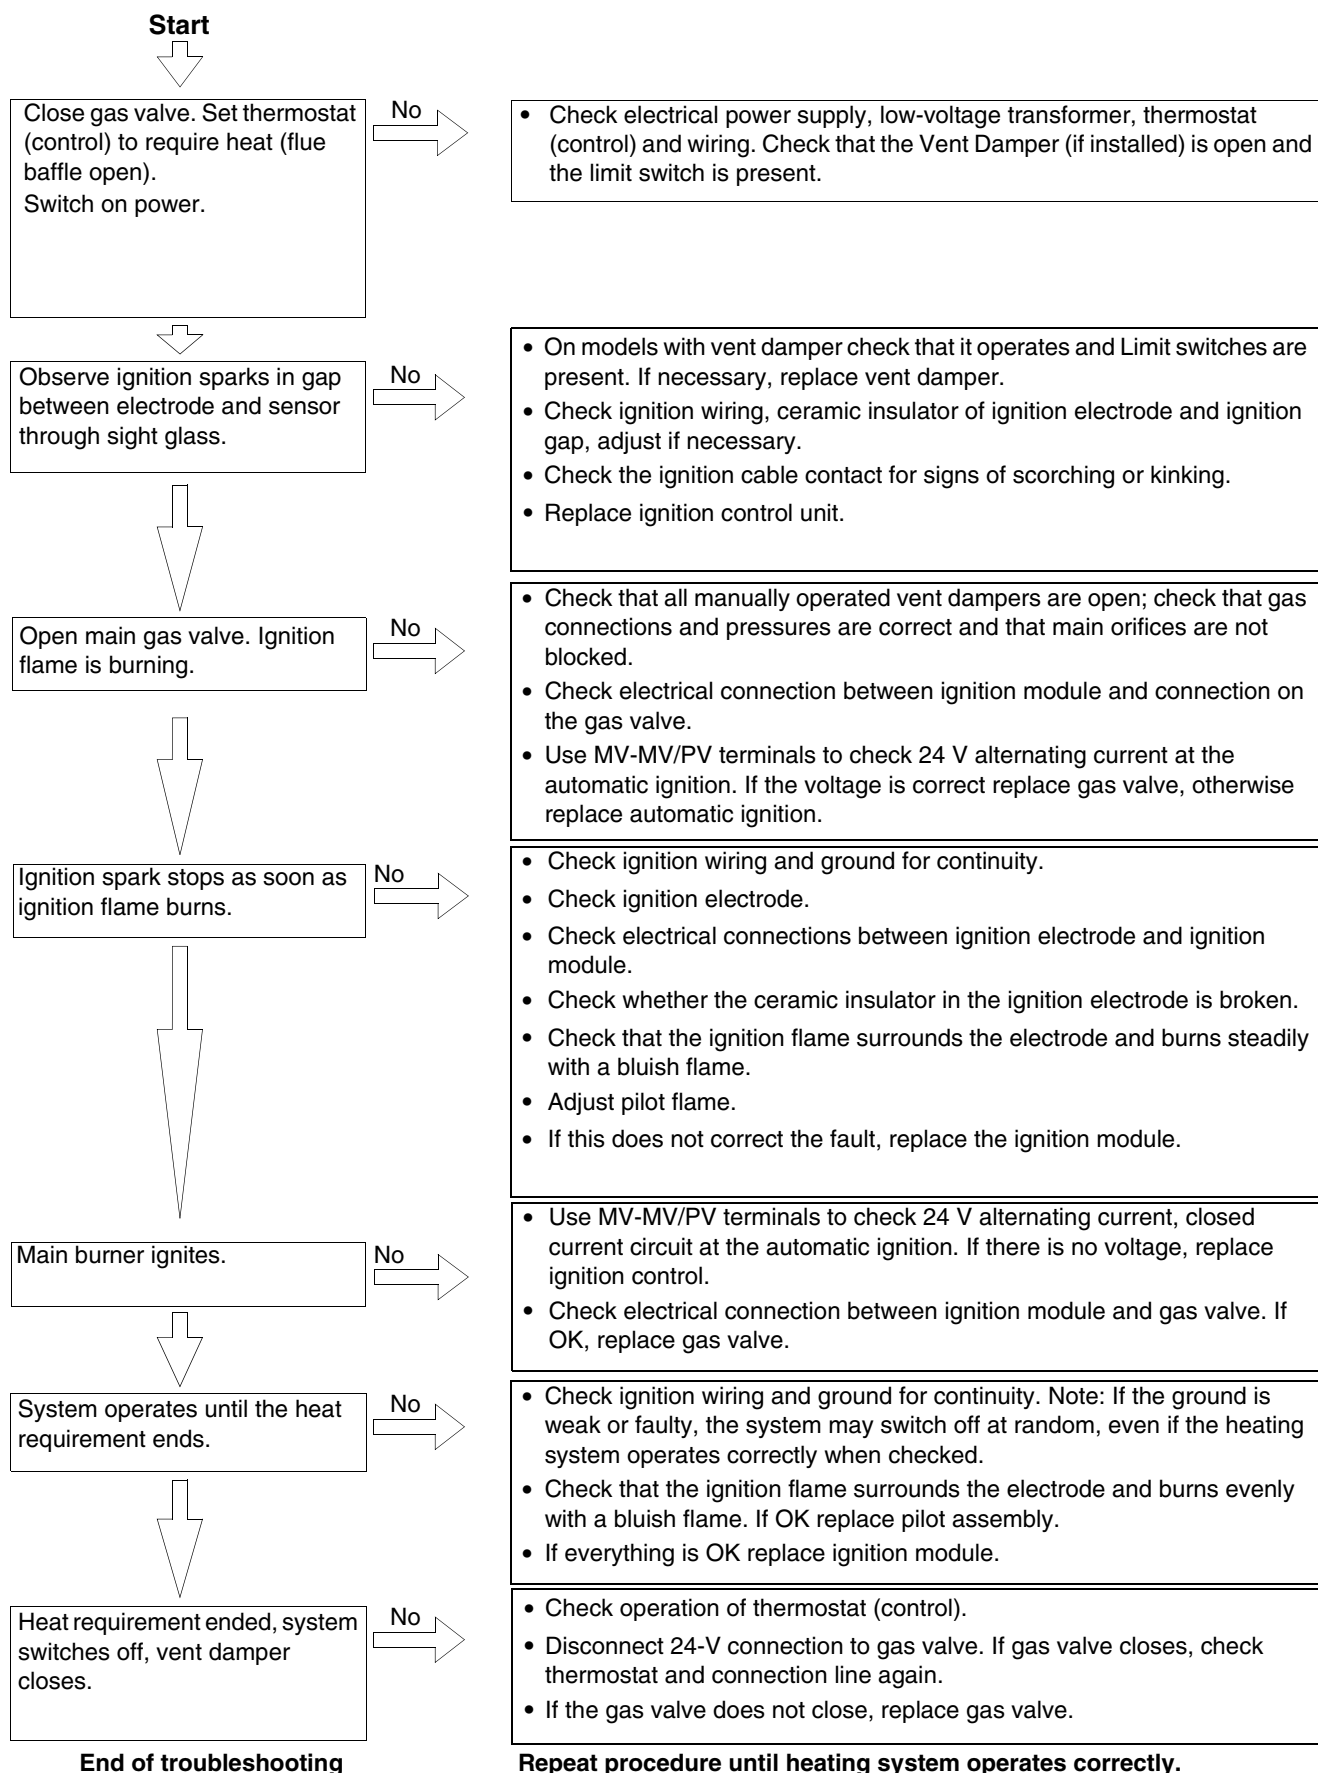 Start
Close gas valve. Set thermostat
(control) to require heat (flue
baffle open).
Switch on power.
No
• Check electrical power supply, low-voltage transformer, thermostat
(control) and wiring. Check that the Vent Damper (if installed) is open and
the limit switch is present.
Observe ignition sparks in gap
between electrode and sensor
through sight glass.
No
• On models with vent damper check that it operates and Limit switches are
present. If necessary, replace vent damper.
• Check ignition wiring, ceramic insulator of ignition electrode and ignition
gap, adjust if necessary.
• Check the ignition cable contact for signs of scorching or kinking.
• Replace ignition control unit.
Open main gas valve. Ignition
flame is burning.
No
• Check that all manually operated vent dampers are open; check that gas
connections and pressures are correct and that main orifices are not
blocked.
• Check electrical connection between ignition module and connection on
the gas valve.
• Use MV-MV/PV terminals to check 24 V alternating current at the
automatic ignition. If the voltage is correct replace gas valve, otherwise
replace automatic ignition.
Ignition spark stops as soon as
ignition flame burns.
No
• Check ignition wiring and ground for continuity.
• Check ignition electrode.
• Check electrical connections between ignition electrode and ignition
module.
• Check whether the ceramic insulator in the ignition electrode is broken.
• Check that the ignition flame surrounds the electrode and burns steadily
with a bluish flame.
• Adjust pilot flame.
• If this does not correct the fault, replace the ignition module.
Main burner ignites.
No
• Use MV-MV/PV terminals to check 24 V alternating current, closed
current circuit at the automatic ignition. If there is no voltage, replace
ignition control.
• Check electrical connection between ignition module and gas valve. If
OK, replace gas valve.
System operates until the heat
requirement ends.
No
• Check ignition wiring and ground for continuity. Note: If the ground is
weak or faulty, the system may switch off at random, even if the heating
system operates correctly when checked.
• Check that the ignition flame surrounds the electrode and burns evenly
with a bluish flame. If OK replace pilot assembly.
• If everything is OK replace ignition module.
Heat requirement ended, system
switches off, vent damper
closes.
No
• Check operation of thermostat (control).
• Disconnect 24-V connection to gas valve. If gas valve closes, check
thermostat and connection line again.
• If the gas valve does not close, replace gas valve.
End of troubleshooting
Repeat procedure until heating system operates correctly.